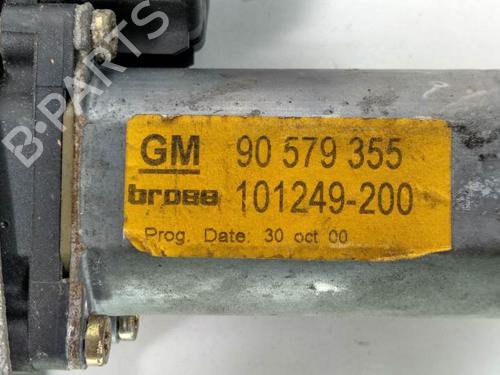 B-PARTS
GM 90 579 355
brose 101249-200
Prog. Date: 30 oct 00